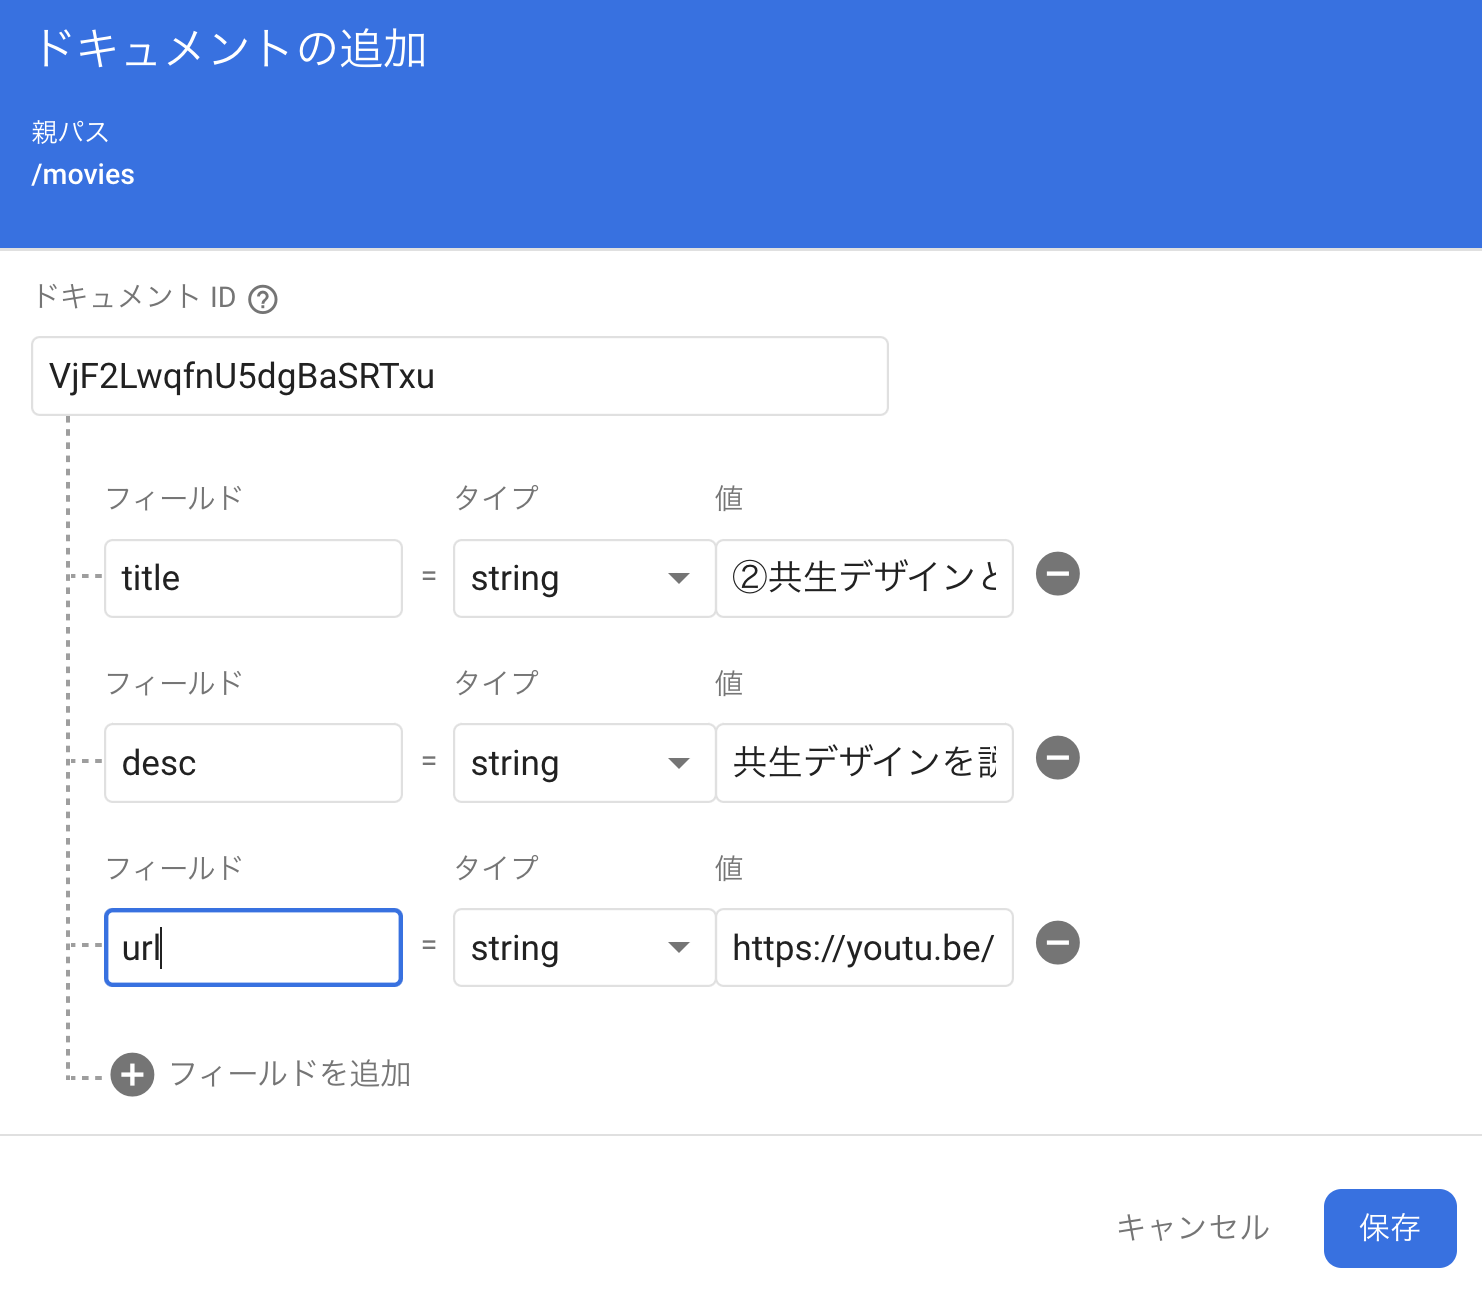 ドキュメントの追加
親パス
/movies
ドキュメント ID
VjF2LwqfnU5dgBaSRTxu
フィールド タイプ 値
title = string ②共生デザインと
フィールド タイプ 値
desc = string 共生デザインを説
フィールド タイプ 値
url = string https://youtu.be/
フィールドを追加
キャンセル 保存